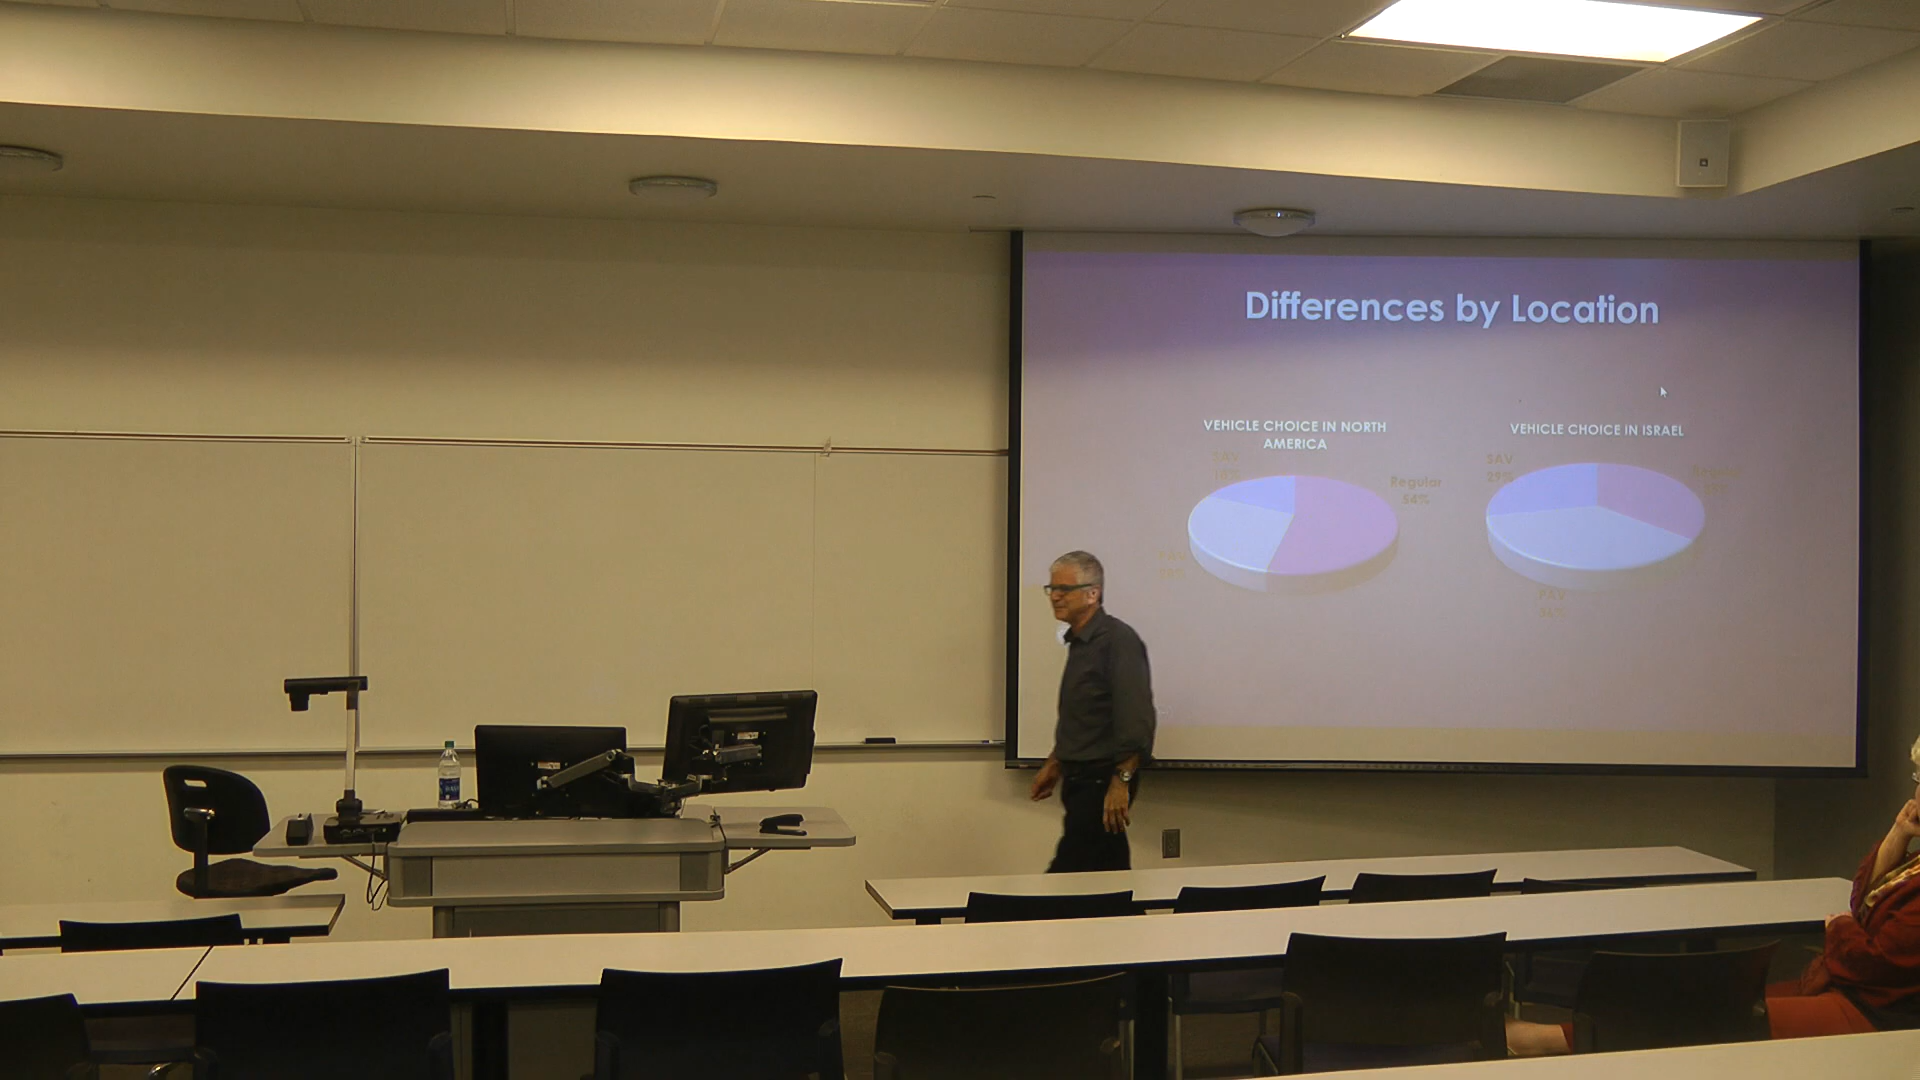 Differences by Location
VEHICLE CHOICE IN NORTH
AMERICA
SAV
Regular
54%
VEHICLE CHOICE IN ISRAEL
SAV
29%
PAV